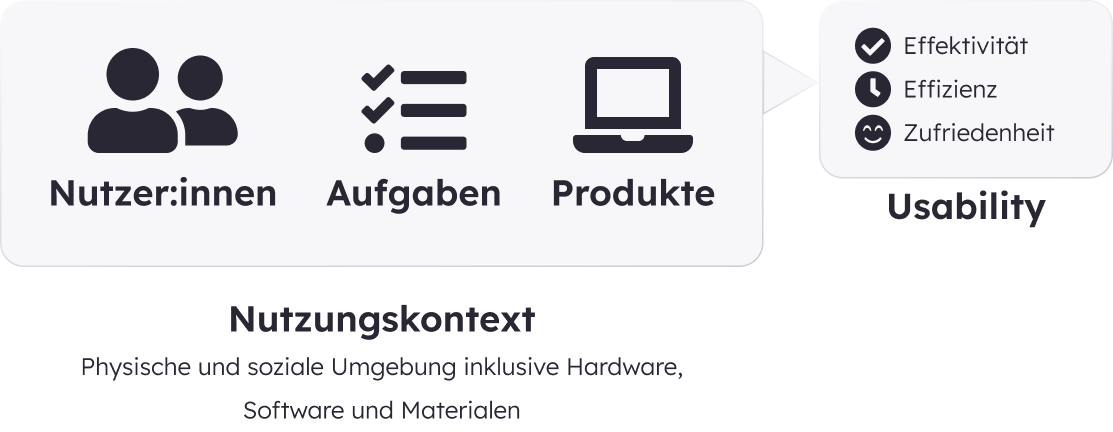 Nutzer:innen
Aufgaben
Produkte
Nutzungskontext
Physische und soziale Umgebung inklusive Hardware,
Software und Materialen
Effektivität
Effizienz
Zufriedenheit
Usability